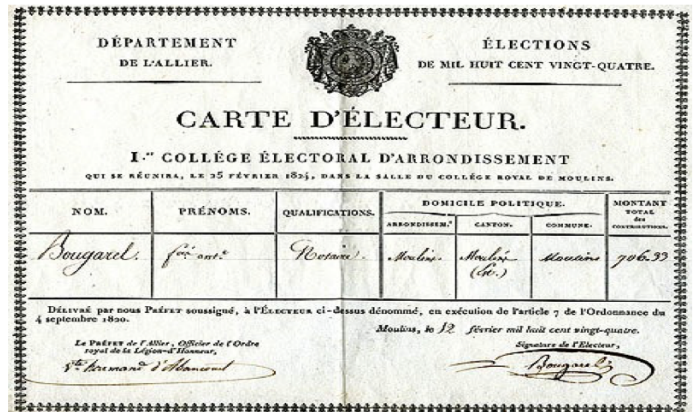 DÉPARTEMENT
DE L'ALLIER.
ÉLECTIONS
DE MIL HUIT CENT VINGT-QUATRE.
CARTE D'ÉLECTEUR.
I.er COLLÉGE ÉLECTORAL D'ARRONDISSEMENT
QUI SE RÉUNIRA, LE 25 FÉVRIER 1824, DANS LA SALLE DU COLLÉGE ROYAL DE MOULINS.
NOM. PRÉNOMS. QUALIFICATIONS. DOMICILE POLITIQUE. MONTANT TOTAL des CONTRIBUTIONS.
ARRONDISSEM.t CANTON. COMMUNE.
Bougarel. Notaire. Moulins. Moulins Moulins 706.33
DÉLIVRÉ par nous PRÉFET soussigné, à l'ÉLECTEUR ci-dessus dénommé, en exécution de l'article 7 de l'Ordonnance du
4 septembre 1820.
Moulins, le 12 février mil huit cent vingt-quatre.
Le PRÉFET de l'Allier, Officier de l'Ordre
royal de la Légion-d'Honneur,
Signature de l'Electeur,
Bougarel